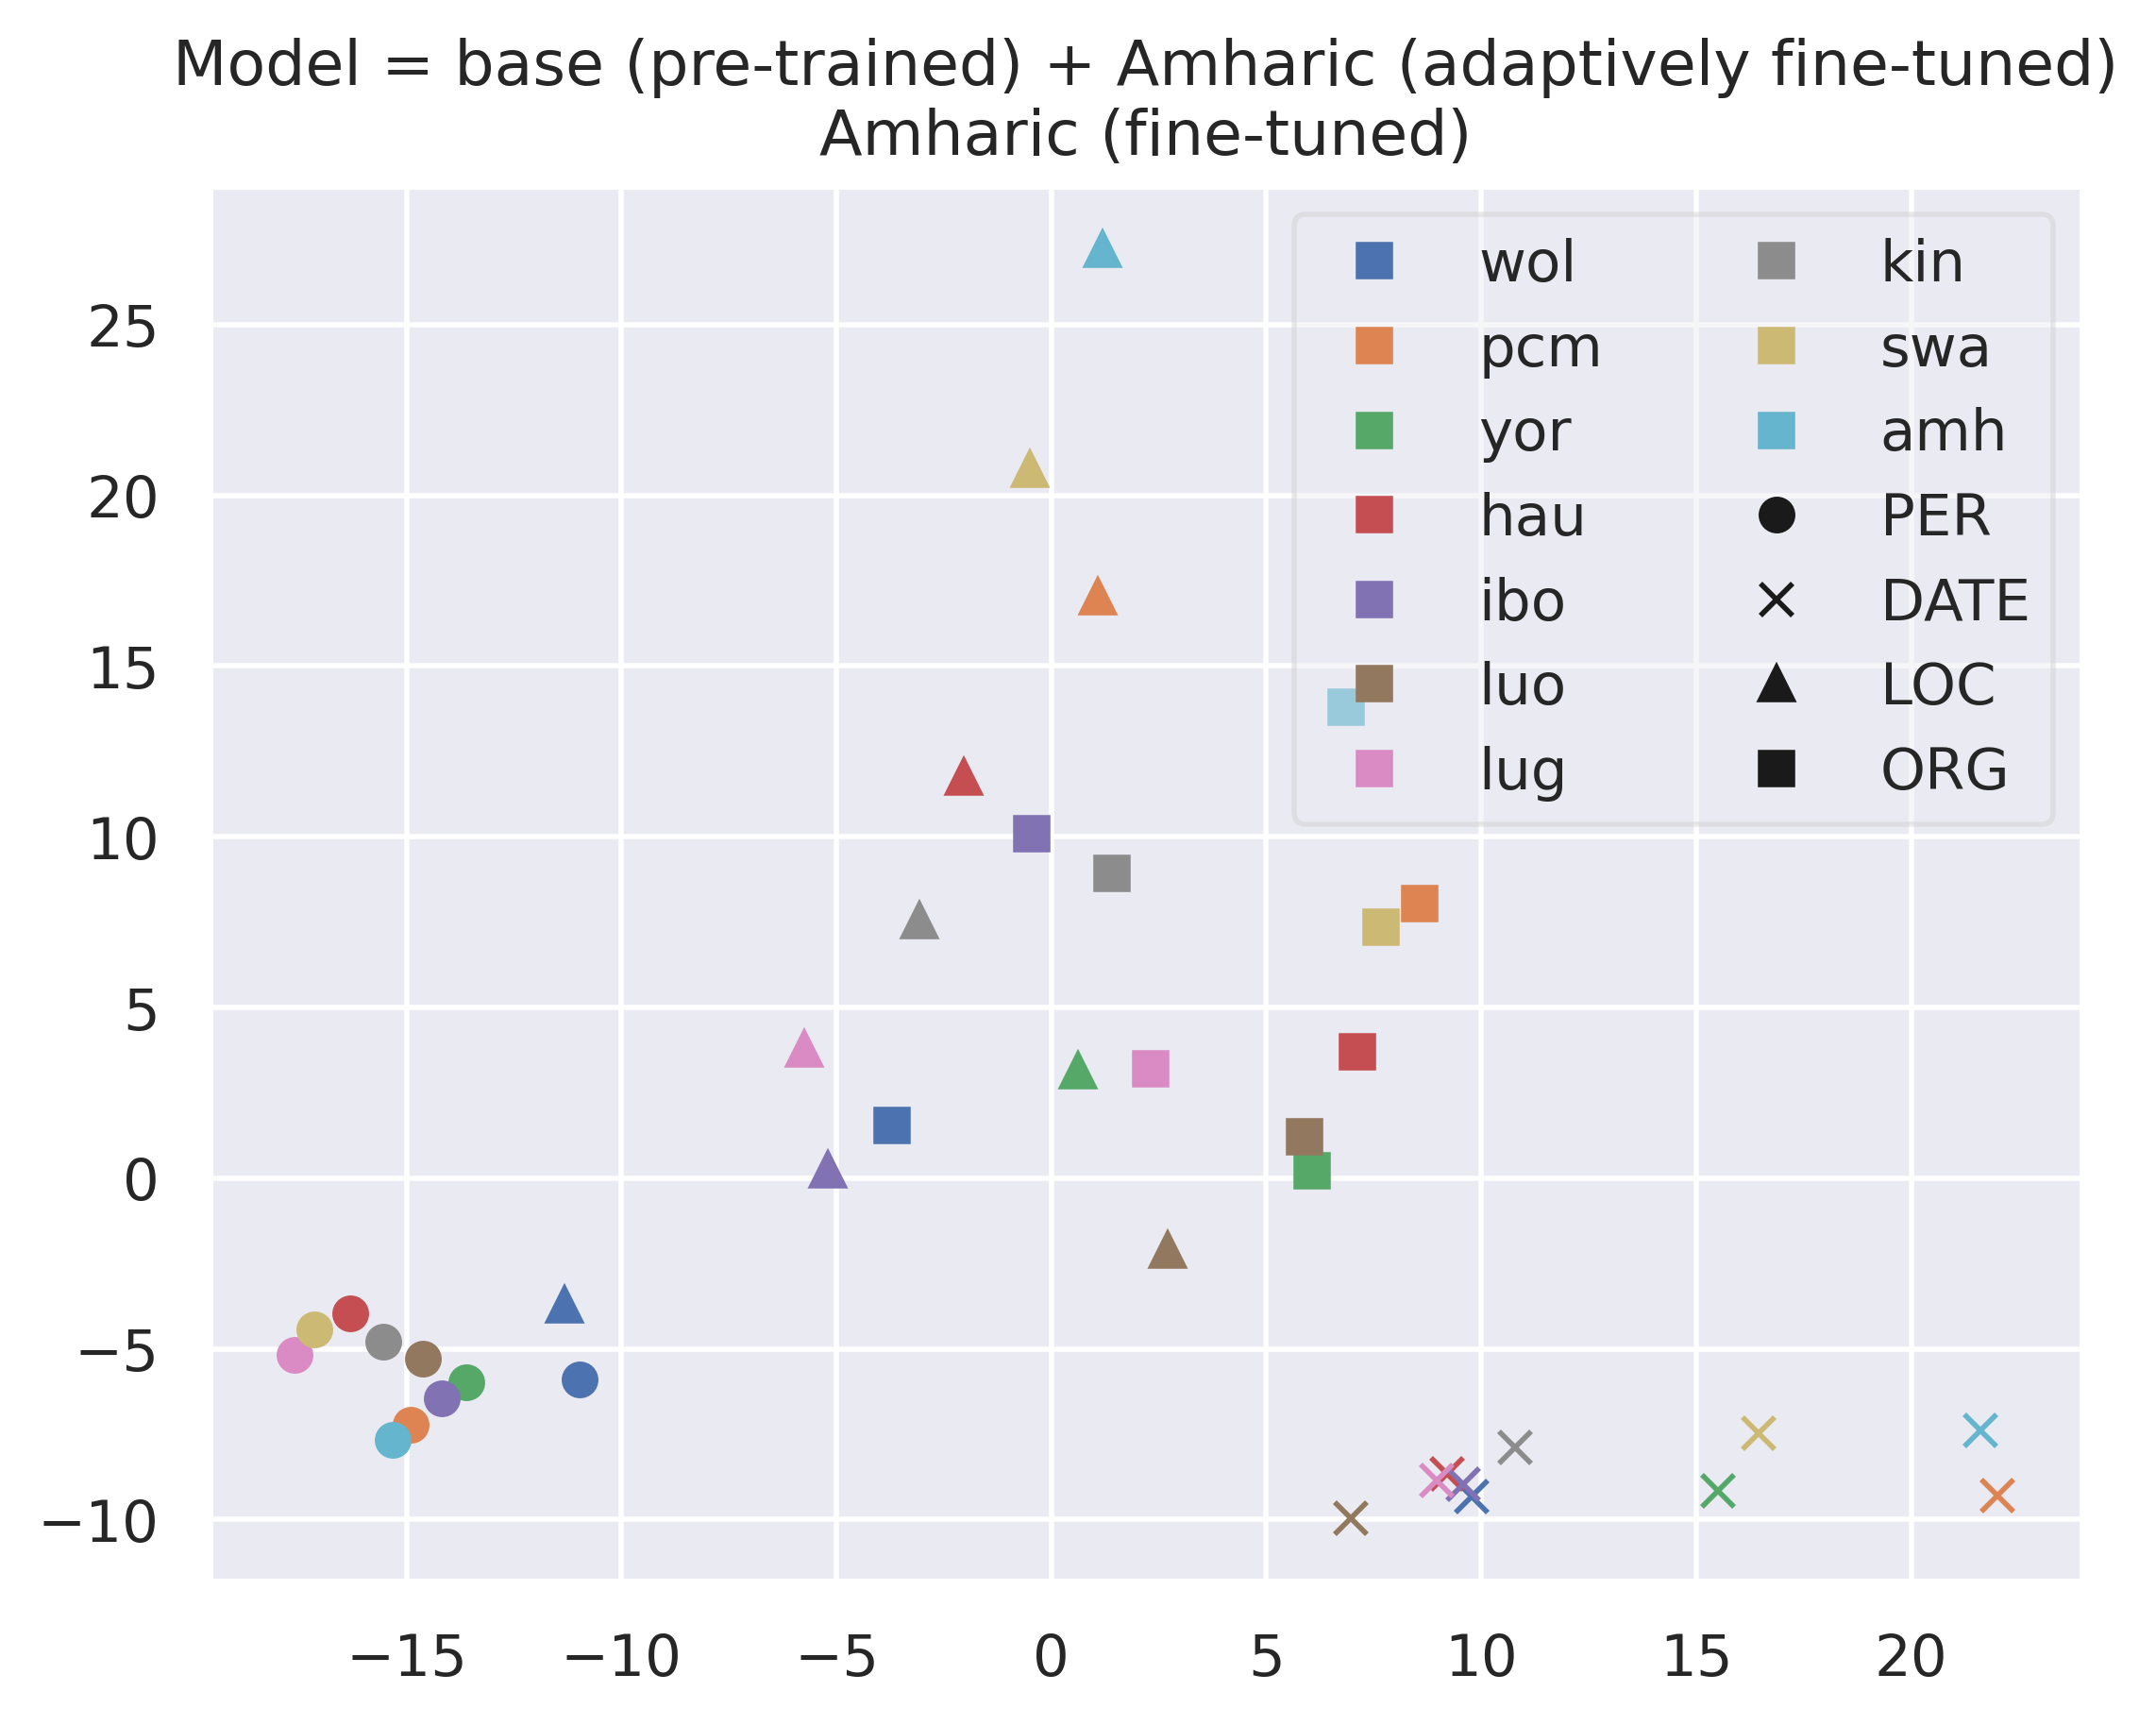 Model = base (pre-trained) + Amharic (adaptively fine-tuned)
Amharic (fine-tuned)
25
20
15
10
5
0
−5
−10
−15
−10
−5
0
5
10
15
20
wol
pcm
yor
hau
ibo
luo
lug
kin
swa
amh
PER
DATE
LOC
ORG